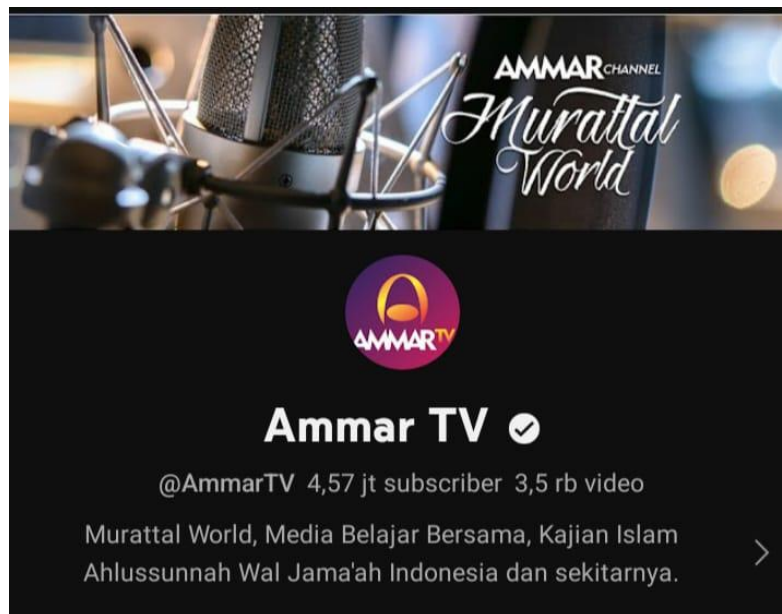 AMMAR CHANNEL
Murattal
World
AMMAR TV
Ammar TV
@AmmarTV 4,57 jt subscriber 3,5 rb video
Murattal World, Media Belajar Bersama, Kajian Islam
Ahlussunnah Wal Jama'ah Indonesia dan sekitarnya.